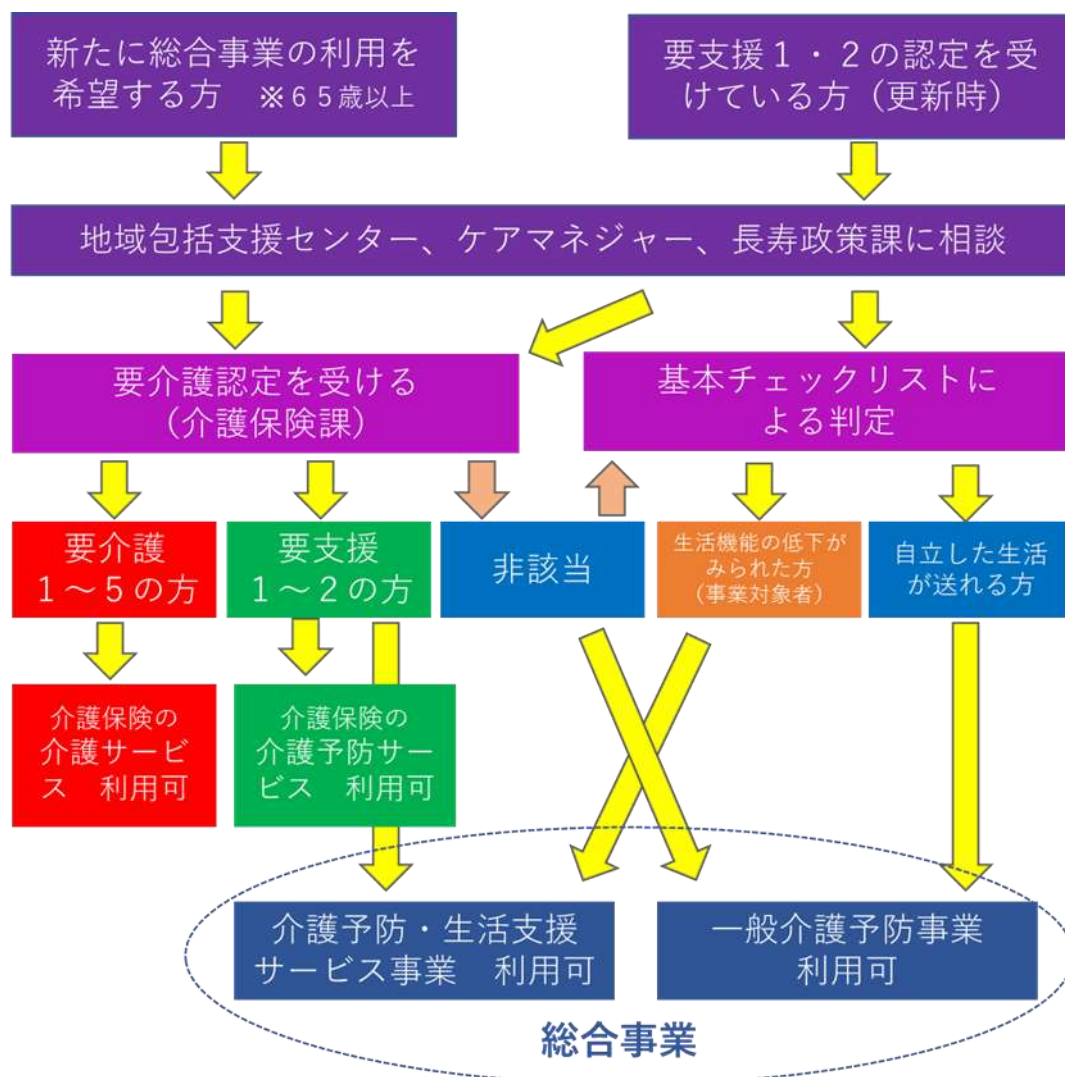 新たに総合事業の利用を
希望する方　※６５歳以上
要支援１・２の認定を受
けている方（更新時）
地域包括支援センター、ケアマネジャー、長寿政策課に相談
要介護認定を受ける
（介護保険課）
基本チェックリストに
よる判定
要介護
１～５の方
要支援
１～２の方
非該当
生活機能の低下が
みられた方
（事業対象者）
自立した生活
が送れる方
介護保険の
介護サービ
ス　利用可
介護保険の
介護予防サー
ビス　利用可
介護予防・生活支援
サービス事業　利用可
一般介護予防事業
利用可
総合事業